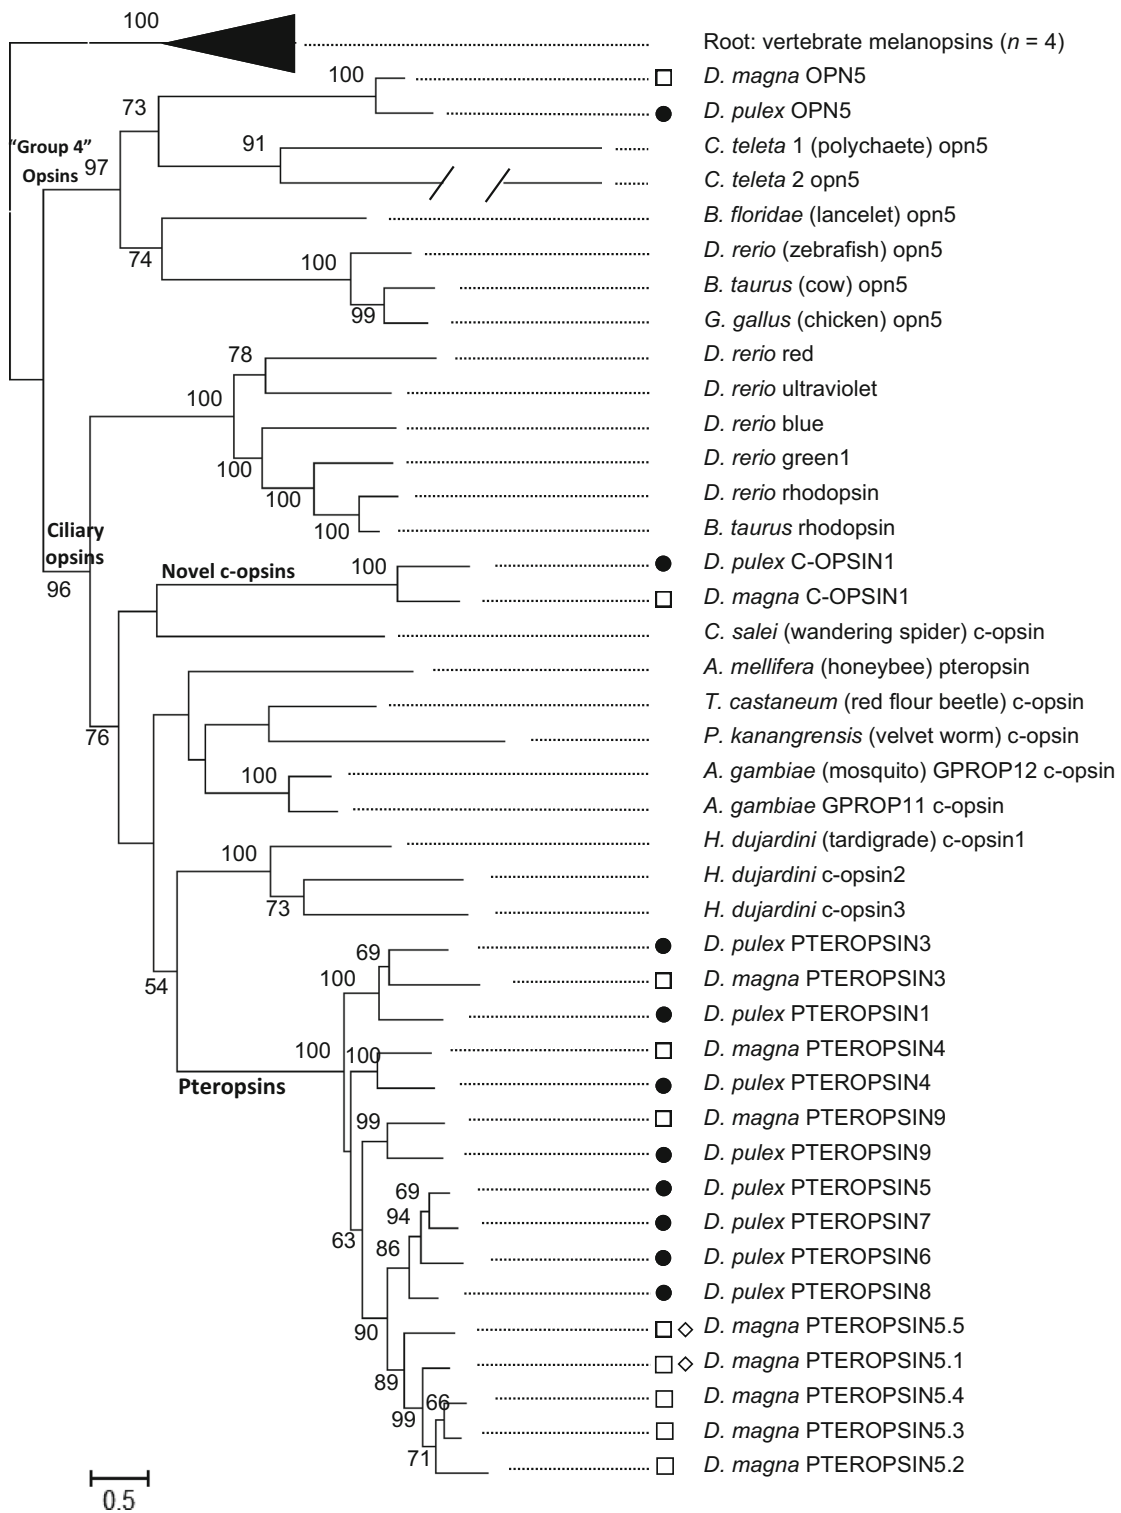 100
Root: vertebrate melanopsins (n = 4)
100
D. magna OPN5
73
D. pulex OPN5
"Group 4"
Opsins
97
91
C. teleta 1 (polychaete) opn5
C. teleta 2 opn5
B. floridae (lancelet) opn5
74
100
D. rerio (zebrafish) opn5
B. taurus (cow) opn5
99
G. gallus (chicken) opn5
78
D. rerio red
100
D. rerio ultraviolet
D. rerio blue
100
D. rerio green1
100
D. rerio rhodopsin
100
B. taurus rhodopsin
Ciliary
opsins
96
Novel c-opsins
100
D. pulex C-OPSIN1
D. magna C-OPSIN1
C. salei (wandering spider) c-opsin
A. mellifera (honeybee) pteropsin
T. castaneum (red flour beetle) c-opsin
76
P. kanangrensis (velvet worm) c-opsin
100
A. gambiae (mosquito) GPROP12 c-opsin
A. gambiae GPROP11 c-opsin
100
H. dujardini (tardigrade) c-opsin1
H. dujardini c-opsin2
73
H. dujardini c-opsin3
69
D. pulex PTEROPSIN3
54
100
D. magna PTEROPSIN3
D. pulex PTEROPSIN1
100
100
D. magna PTEROPSIN4
Pteropsins
D. pulex PTEROPSIN4
99
D. magna PTEROPSIN9
D. pulex PTEROPSIN9
69
D. pulex PTEROPSIN5
94
D. pulex PTEROPSIN7
63
86
D. pulex PTEROPSIN6
D. pulex PTEROPSIN8
90
D. magna PTEROPSIN5.5
89
D. magna PTEROPSIN5.1
99
66
D. magna PTEROPSIN5.4
D. magna PTEROPSIN5.3
71
D. magna PTEROPSIN5.2
0.5